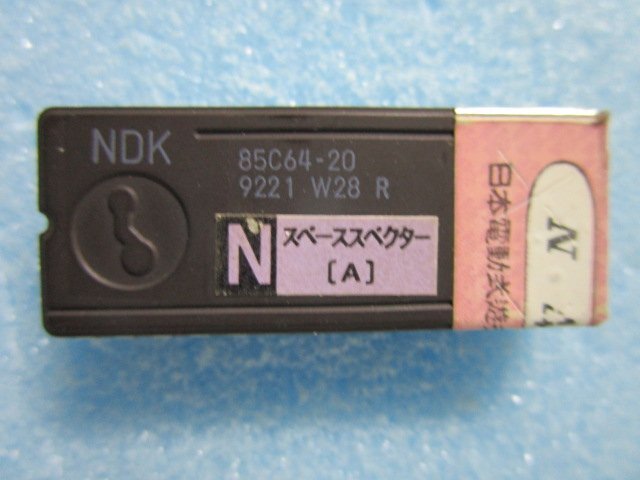 NDK
85C64-20
9221 W28 R
N
スペーススペクター
〔A〕
日本電動式遊
N